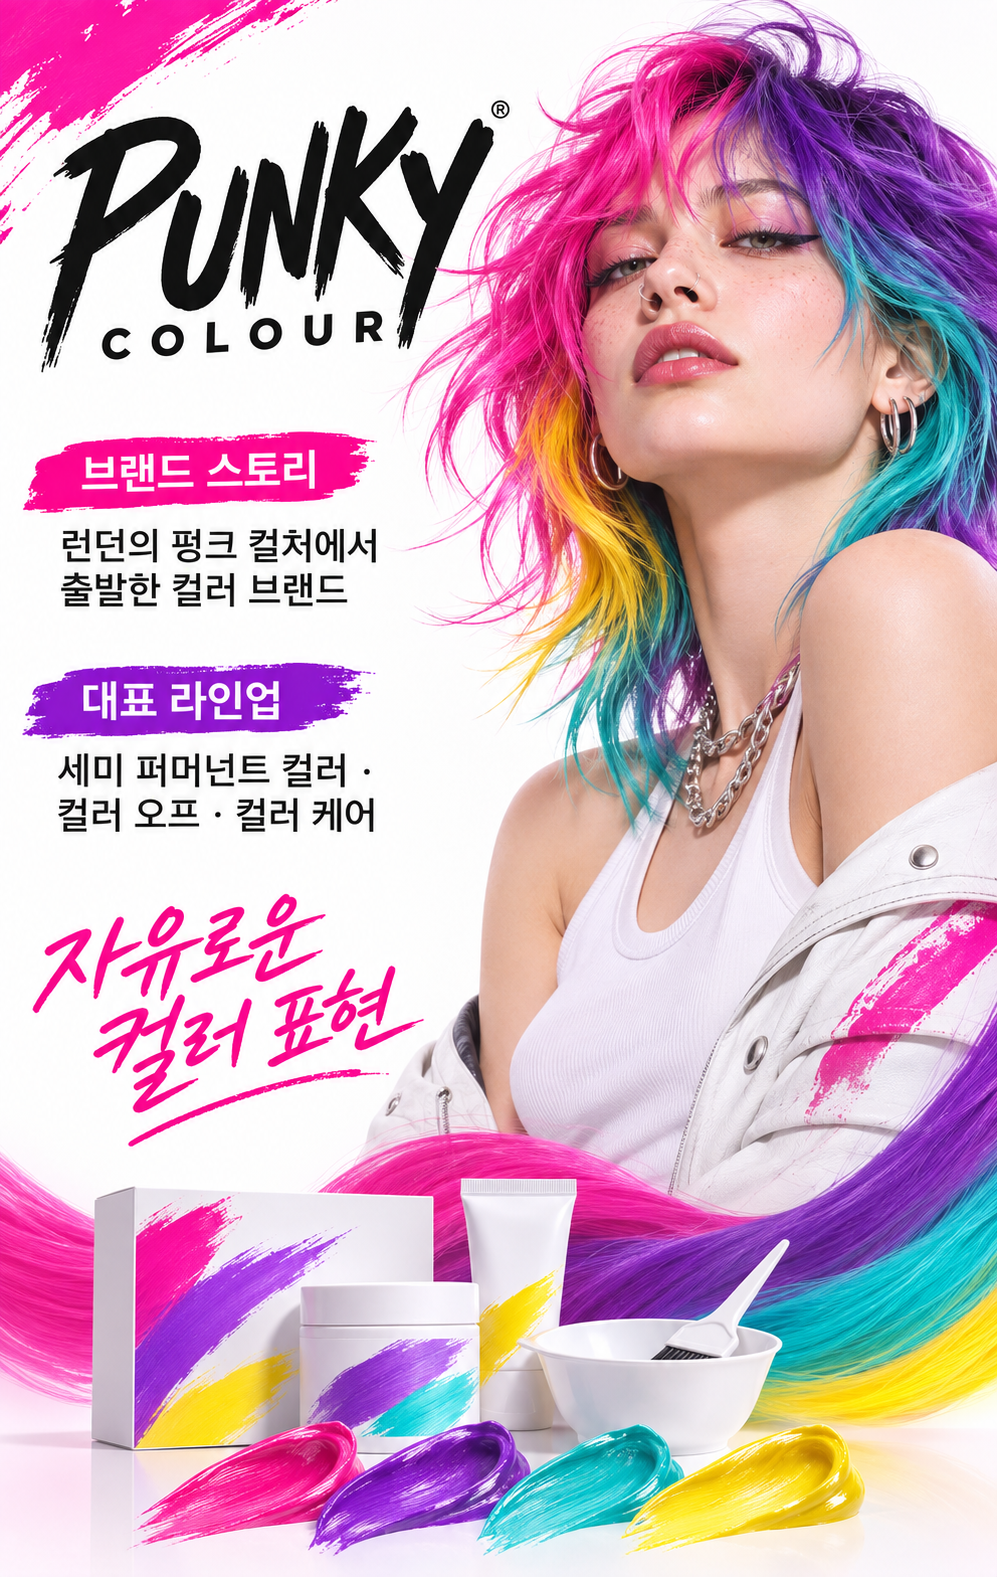 PUNKY®
COLOUR
브랜드 스토리
런던의 펑크 컬처에서
출발한 컬러 브랜드
대표 라인업
세미 퍼머넌트 컬러 ·
컬러 오프 · 컬러 케어
자유로운
컬러 표현